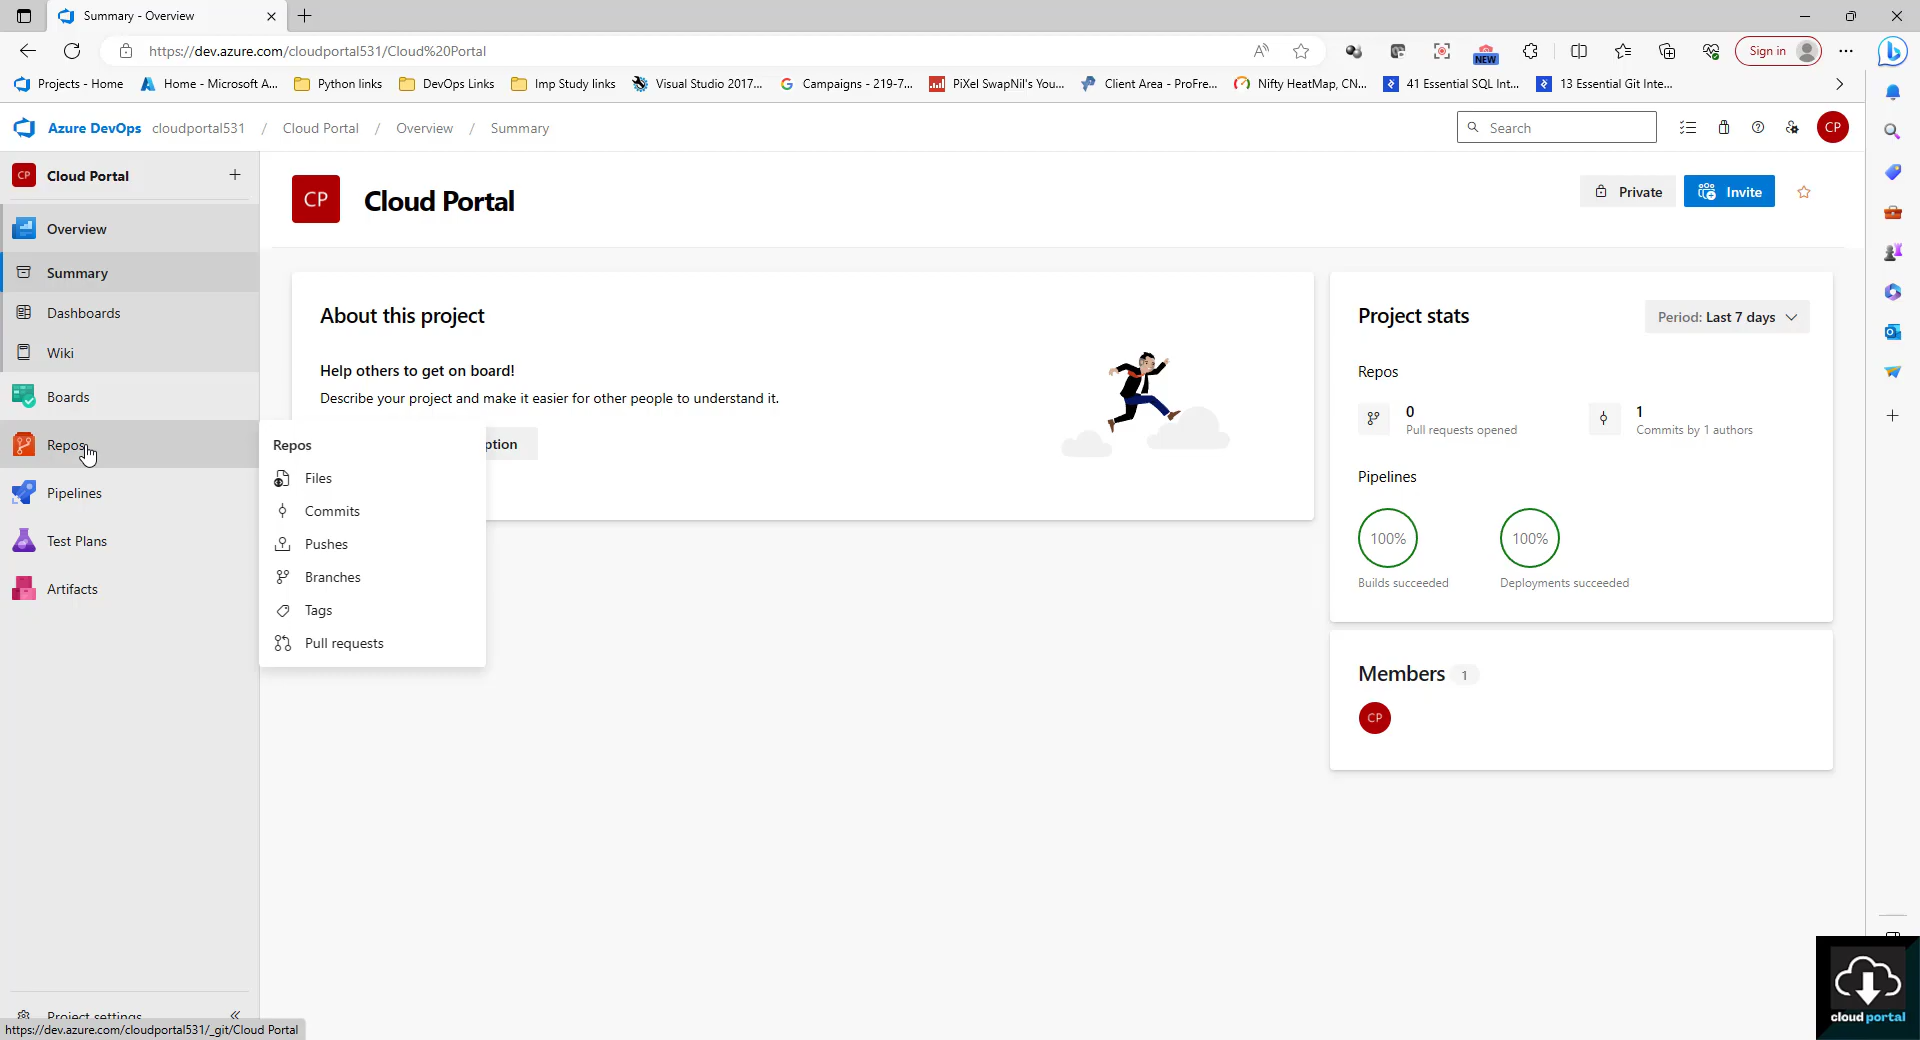 Summary - Overview
https://dev.azure.com/cloudportal531/Cloud%20Portal
NEW
Sign in
Projects - Home
Home - Microsoft A...
Python links
DevOps Links
Imp Study links
Visual Studio 2017...
Campaigns - 219-7...
PiXel SwapNil's You...
Client Area - ProFre...
Nifty HeatMap, CN...
41 Essential SQL Int...
13 Essential Git Inte...
Azure DevOps cloudportal531 / Cloud Portal / Overview / Summary
Search
CP
CP Cloud Portal
CP Cloud Portal
Private
Invite
Overview
Summary
Dashboards
Wiki
Boards
Repos
Pipelines
Test Plans
Artifacts
Project settings
Repos
Files
Commits
Pushes
Branches
Tags
Pull requests
About this project
Help others to get on board!
Describe your project and make it easier for other people to understand it.
ption
Project stats
Period: Last 7 days
Repos
0
Pull requests opened
1
Commits by 1 authors
Pipelines
100%
Builds succeeded
100%
Deployments succeeded
Members 1
CP
https://dev.azure.com/cloudportal531/_git/Cloud Portal
cloud portal